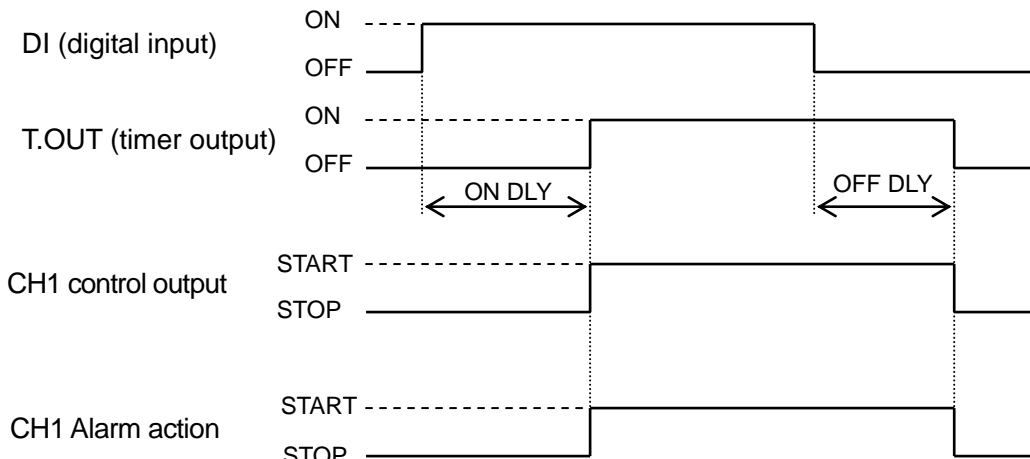 DI (digital input)
ON
OFF
T.OUT (timer output)
ON
OFF
ON DLY
OFF DLY
CH1 control output
START
STOP
CH1 Alarm action
START
STOP